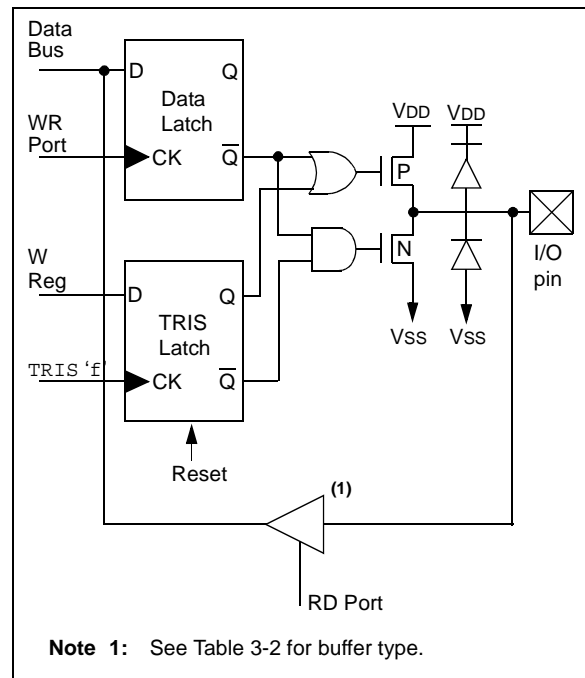 Data
Bus
D
Q
Data
Latch
WR
Port
CK
Q
VDD
VDD
P
N
I/O
pin
W
Reg
D
Q
TRIS
Latch
VSS
VSS
TRIS 'f'
CK
Q
Reset
(1)
RD Port
Note 1: See Table 3-2 for buffer type.